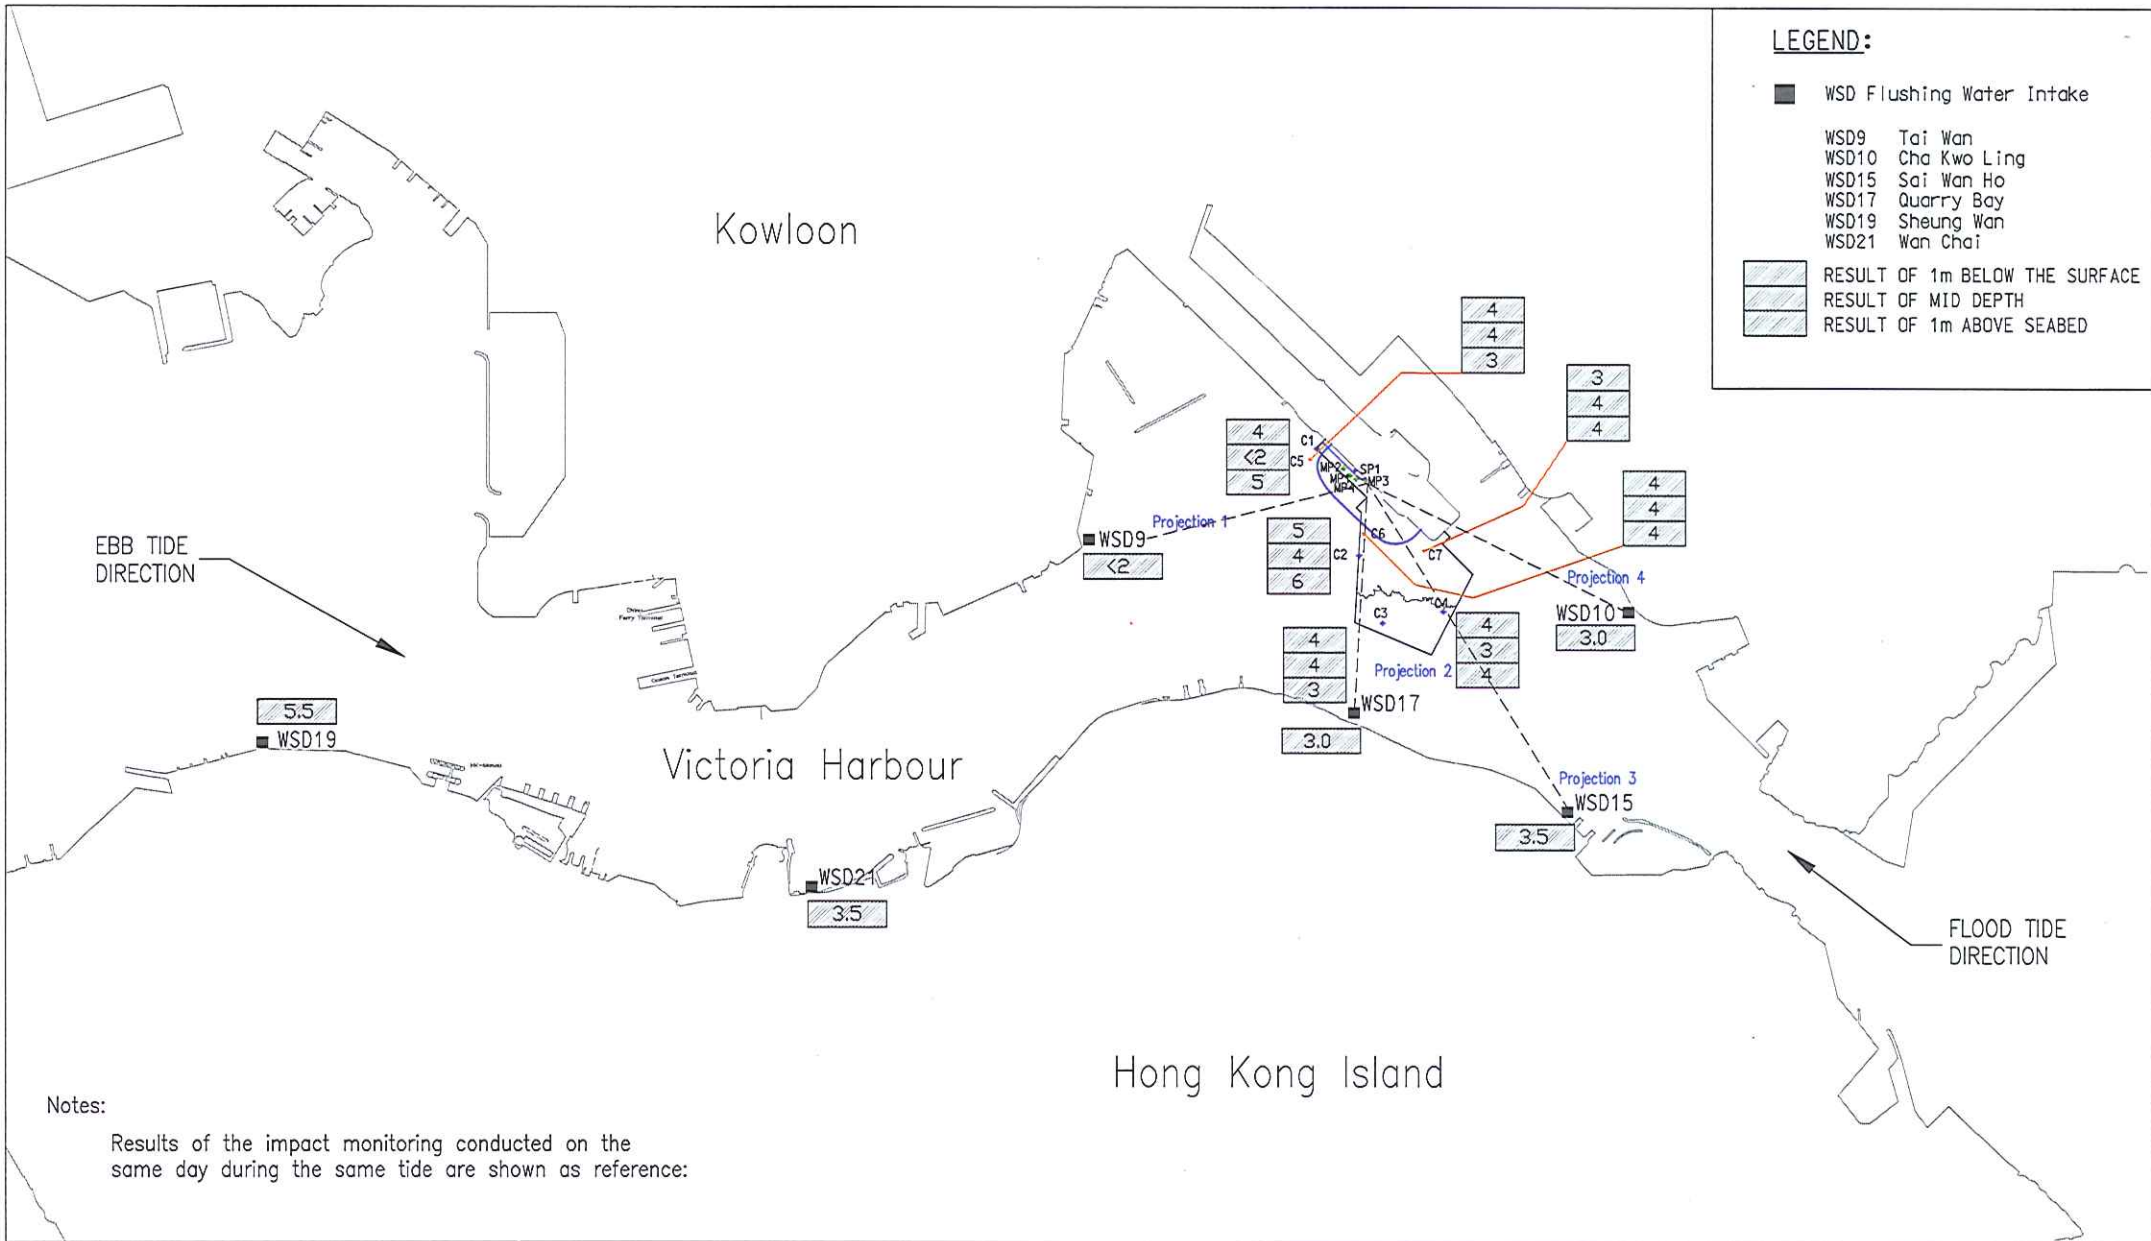 LEGEND:
WSD Flushing Water Intake
WSD9 Tai Wan
WSD10 Cha Kwo Ling
WSD15 Sai Wan Ho
WSD17 Quarry Bay
WSD19 Sheung Wan
WSD21 Wan Chai
RESULT OF 1m BELOW THE SURFACE
RESULT OF MID DEPTH
RESULT OF 1m ABOVE SEABED
Kowloon
4
4
3
3
4
4
4
<2
5
C1
C5
MP2
SP1
MP3
4
4
4
Projection 1
WSD9
<2
5
4
6
C6
C2
C7
EBB TIDE
DIRECTION
Projection 4
WSD10
3.0
C3
C4
4
3
4
4
4
3
Projection 2
WSD17
3.0
Ferry Terminal
5.5
WSD19
Victoria Harbour
Projection 3
WSD15
3.5
WSD21
3.5
FLOOD TIDE
DIRECTION
Hong Kong Island
Notes:
Results of the impact monitoring conducted on the
same day during the same tide are shown as reference: